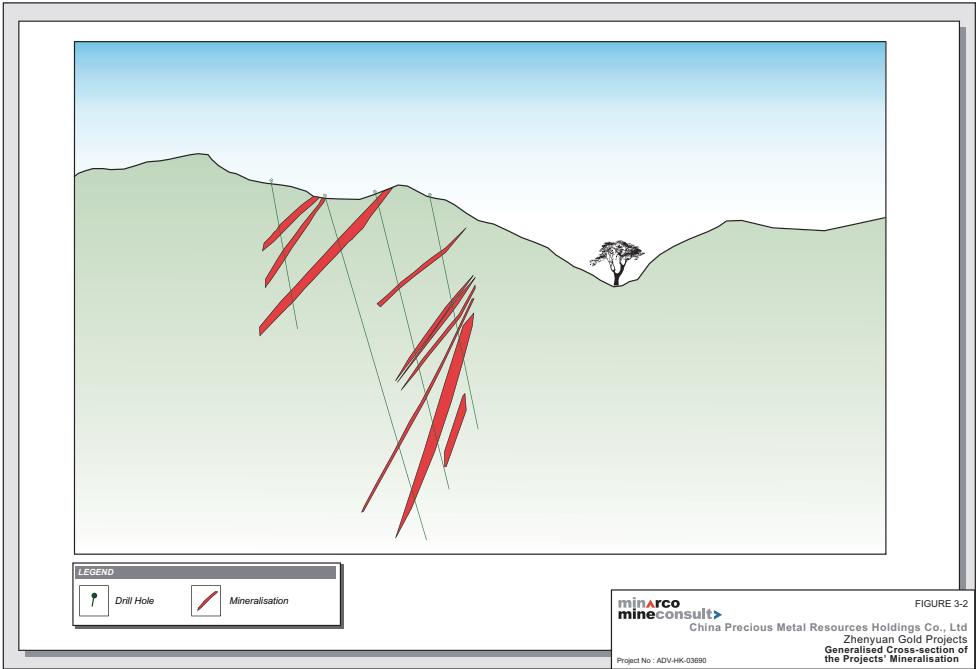 LEGEND
Drill Hole
Mineralisation
minarco
mineconsult
FIGURE 3-2
China Precious Metal Resources Holdings Co., Ltd
Zhenyuan Gold Projects
Generalised Cross-section of
the Projects' Mineralisation
Project No : ADV-HK-03690